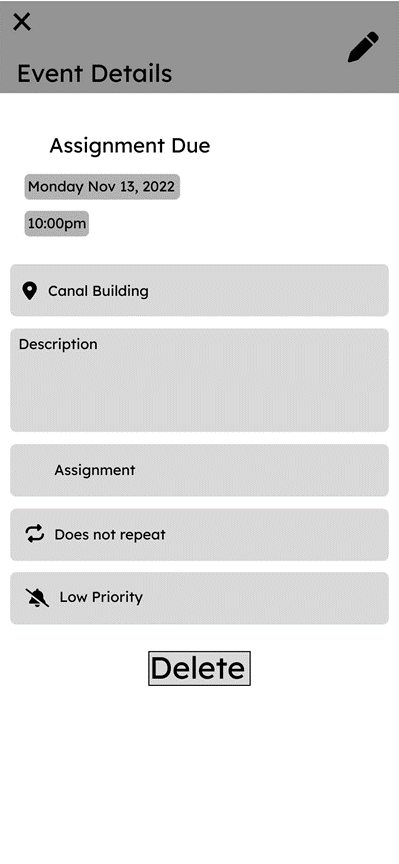 Event Details
Assignment Due
Monday Nov 13, 2022
10:00pm
Canal Building
Description
Assignment
Does not repeat
Low Priority
Delete